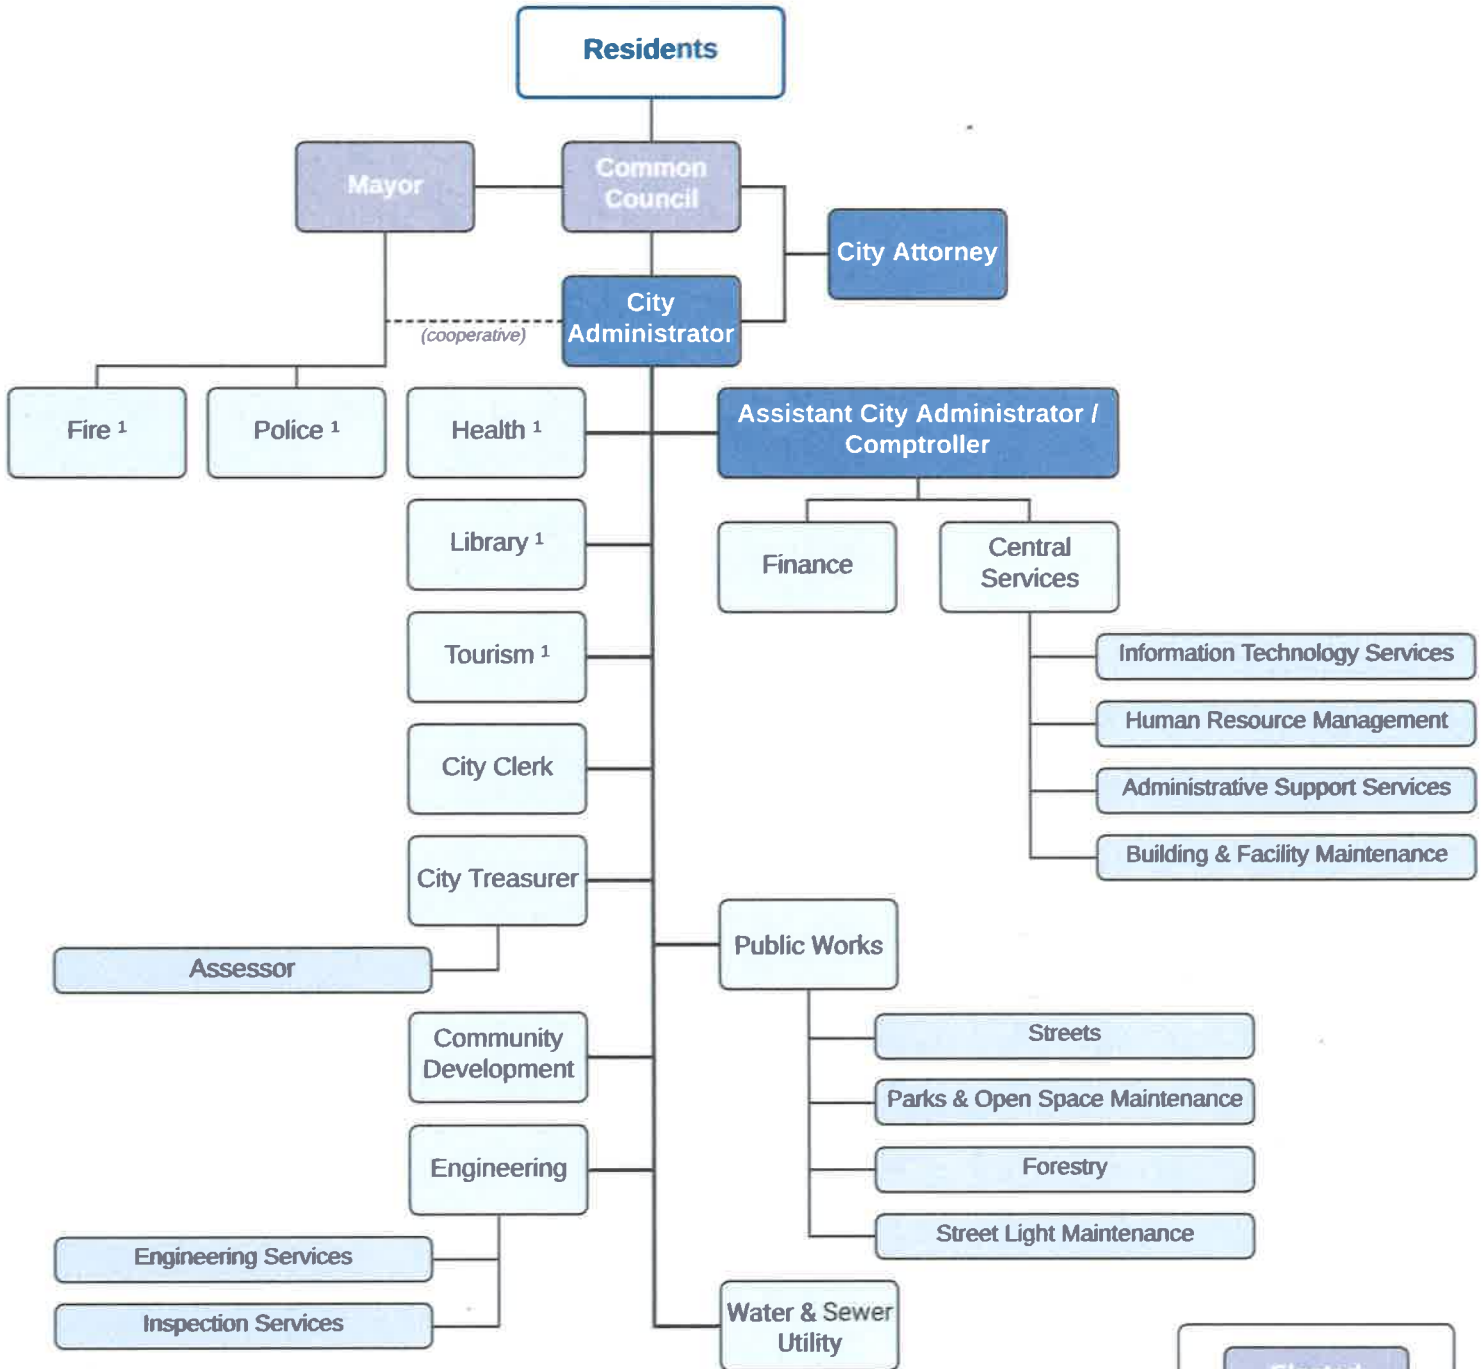 Residents
Mayor
Common
Council
City Attorney
City
Administrator
(cooperative)
Fire 1
Police 1
Health 1
Assistant City Administrator /
Comptroller
Library 1
Finance
Central
Services
Tourism 1
Information Technology Services
Human Resource Management
City Clerk
Administrative Support Services
Building & Facility Maintenance
City Treasurer
Public Works
Assessor
Community
Development
Streets
Parks & Open Space Maintenance
Engineering
Forestry
Street Light Maintenance
Engineering Services
Inspection Services
Water & Sewer
Utility